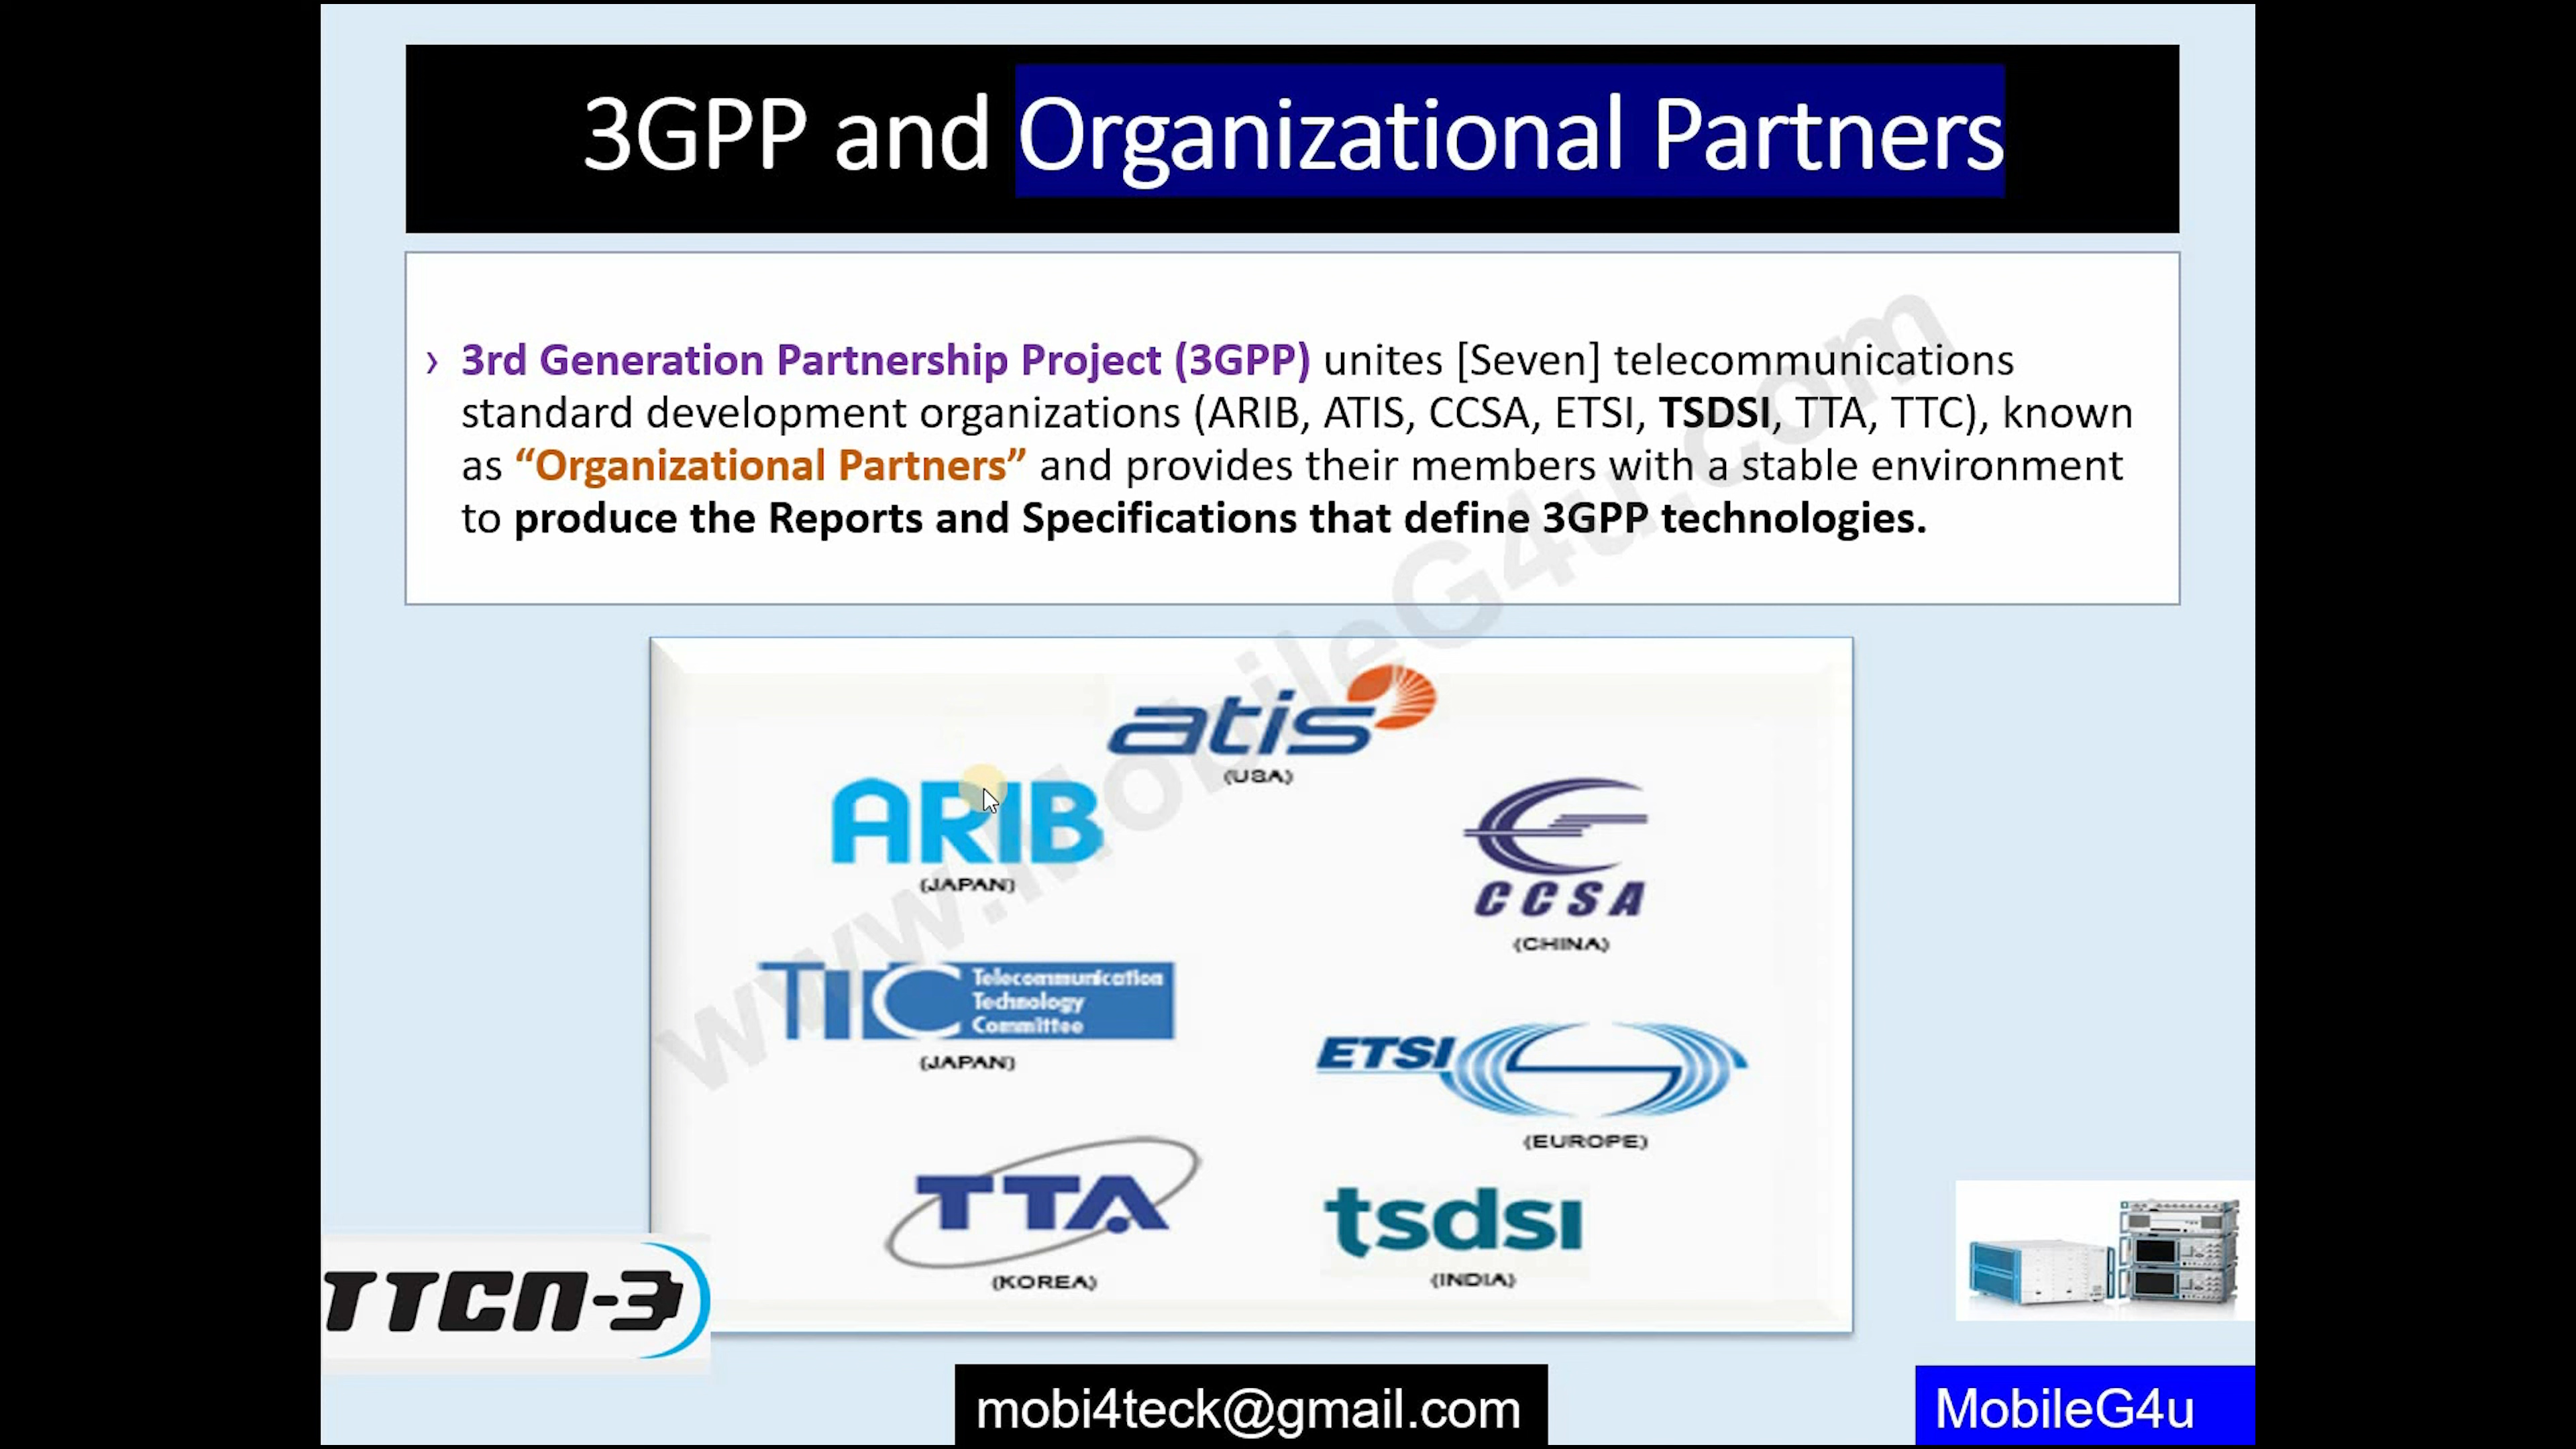 3GPP and Organizational Partners
› 3rd Generation Partnership Project (3GPP) unites [Seven] telecommunications
standard development organizations (ARIB, ATIS, CCSA, ETSI, TSDSI, TTA, TTC), known
as “Organizational Partners” and provides their members with a stable environment
to produce the Reports and Specifications that define 3GPP technologies.
www.MobileG4u.com
atis
(USA)
ARIB
(JAPAN)
CCSA
(CHINA)
TTC Telecommunication
Technology
Committee
(JAPAN)
ETSI
(EUROPE)
TTA
(KOREA)
tsdsi
(INDIA)
TTCN-3
mobi4teck@gmail.com
MobileG4u